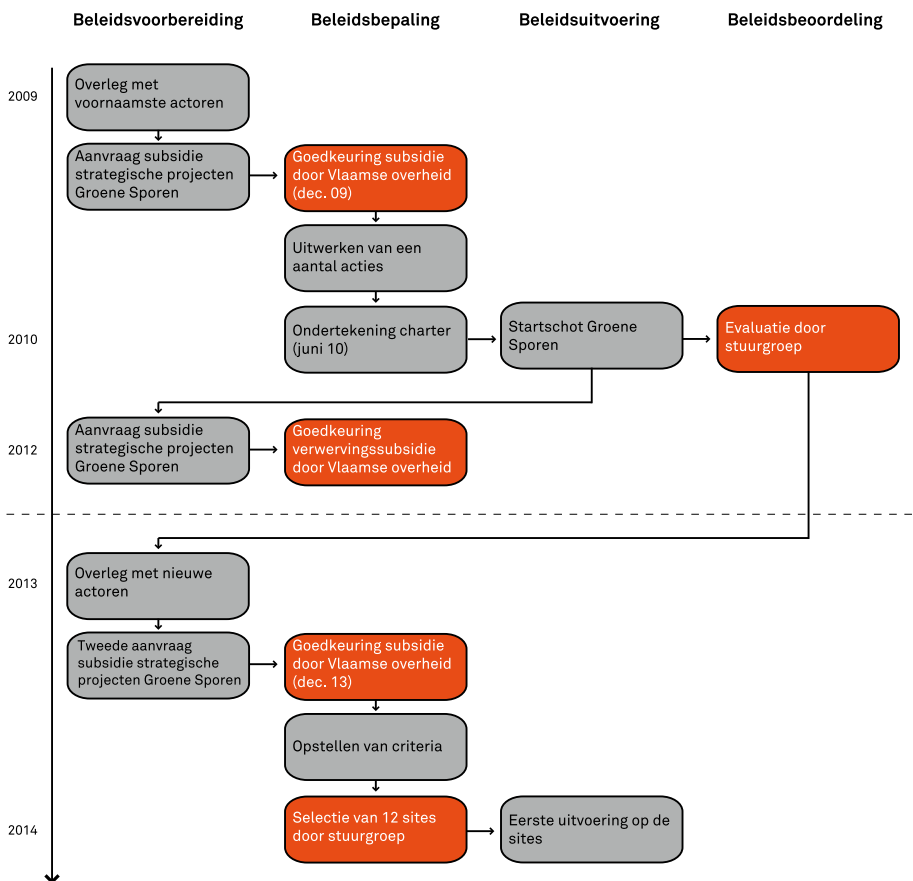 Beleidsvoorbereiding
Beleidsbepaling
Beleidsuitvoering
Beleidsbeoordeling
2009
Overleg met
voornaamste actoren
Aanvraag subsidie
strategische projecten
Groene Sporen
Goedkeuring subsidie
door Vlaamse overheid
(dec. 09)
Uitwerken van een
aantal acties
2010
Ondertekening charter
(juni 10)
Startschot Groene
Sporen
Evaluatie door
stuurgroep
2012
Aanvraag subsidie
strategische projecten
Groene Sporen
Goedkeuring
verwervingssubsidie
door Vlaamse overheid
2013
Overleg met nieuwe
actoren
Tweede aanvraag
subsidie strategische
projecten Groene Sporen
Goedkeuring subsidie
door Vlaamse overheid
(dec. 13)
Opstellen van criteria
2014
Selectie van 12 sites
door stuurgroep
Eerste uitvoering op de
sites